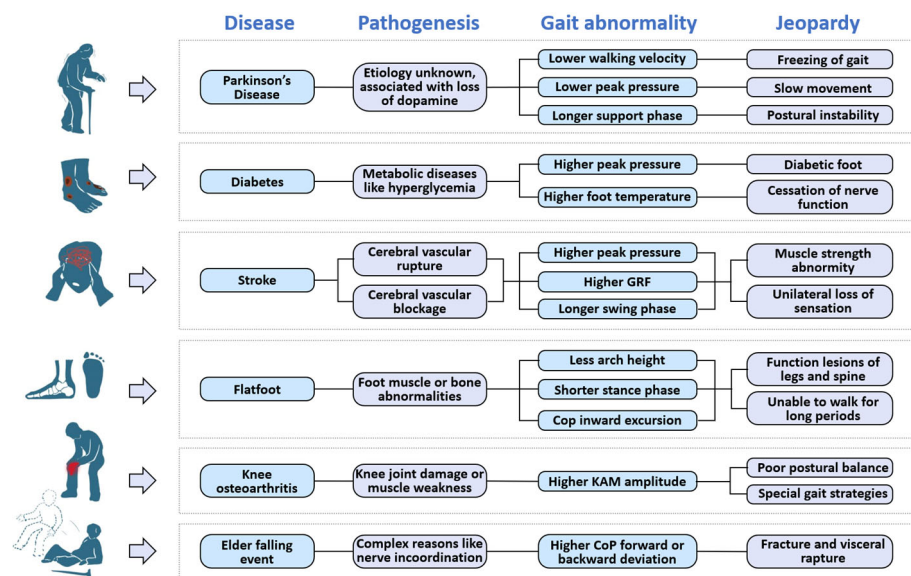 Disease
Pathogenesis
Gait abnormality
Jeopardy
Parkinson's
Disease
Etiology unknown,
associated with loss
of dopamine
Lower walking velocity
Lower peak pressure
Longer support phase
Freezing of gait
Slow movement
Postural instability
Diabetes
Metabolic diseases
like hyperglycemia
Higher peak pressure
Higher foot temperature
Diabetic foot
Cessation of nerve
function
Stroke
Cerebral vascular
rupture
Cerebral vascular
blockage
Higher peak pressure
Higher GRF
Longer swing phase
Muscle strength
abnormity
Unilateral loss of
sensation
Flatfoot
Foot muscle or bone
abnormalities
Less arch height
Shorter stance phase
Cop inward excursion
Function lesions of
legs and spine
Unable to walk for
long periods
Knee
osteoarthritis
Knee joint damage or
muscle weakness
Higher KAM amplitude
Poor postural balance
Special gait strategies
Elder falling
event
Complex reasons like
nerve incoordination
Higher CoP forward or
backward deviation
Fracture and visceral
rapture